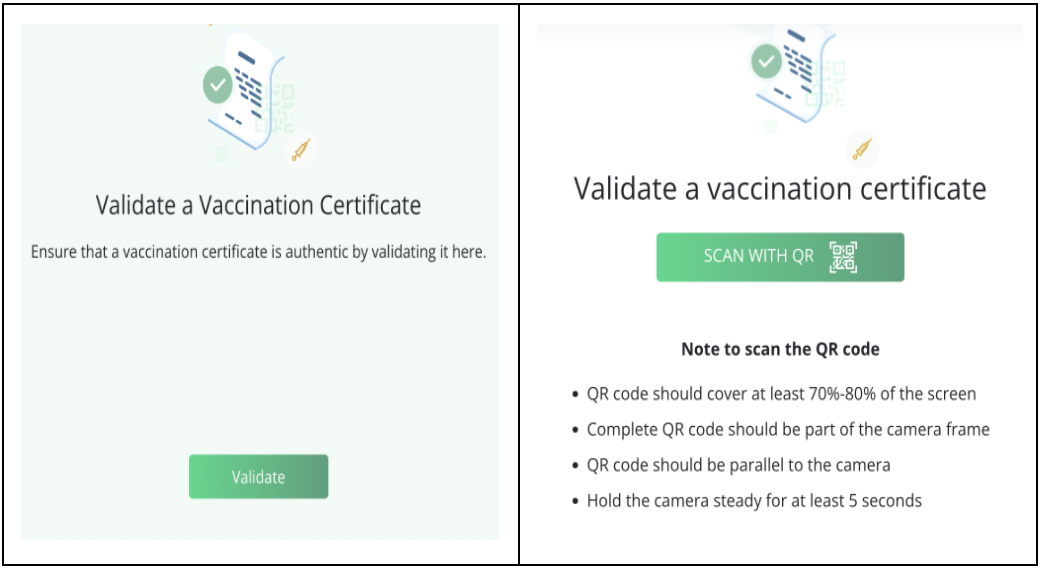 Validate a Vaccination Certificate
Ensure that a vaccination certificate is authentic by validating it here.
Validate
Validate a vaccination certificate
SCAN WITH QR
Note to scan the QR code
• QR code should cover at least 70%-80% of the screen
• Complete QR code should be part of the camera frame
• QR code should be parallel to the camera
• Hold the camera steady for at least 5 seconds